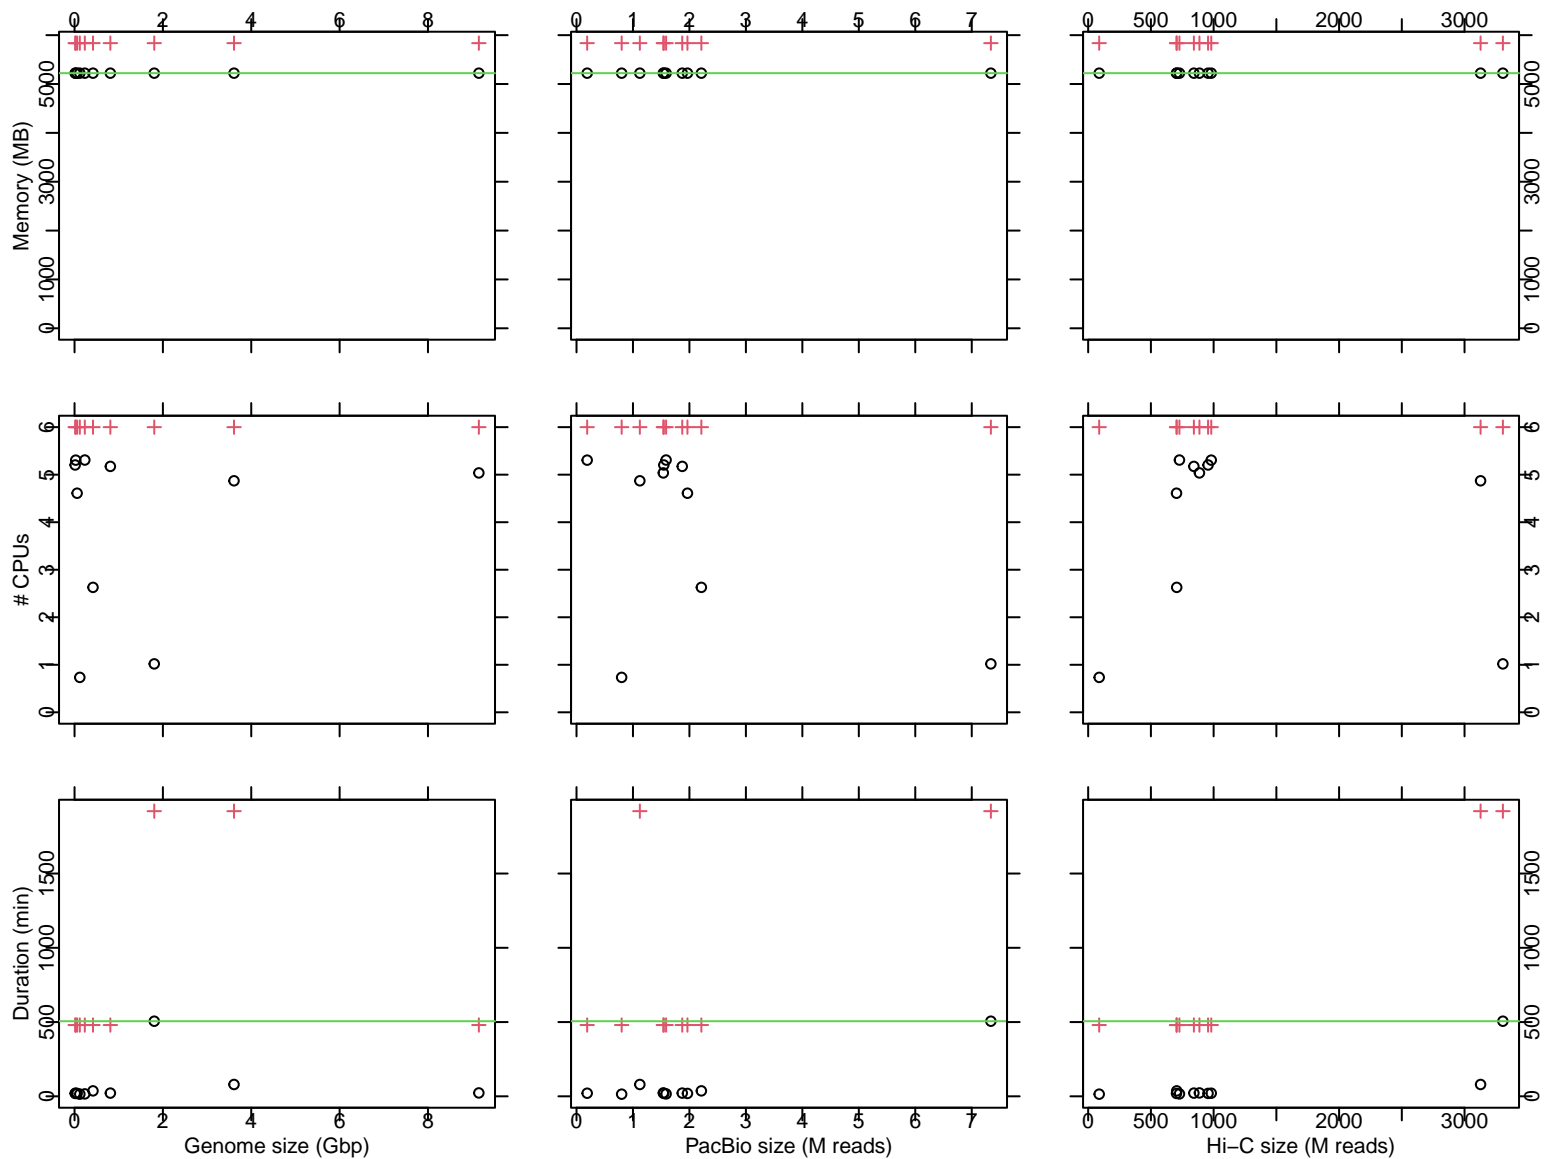 0 2 4 6 8
0 1 2 3 4 5 6 7
0 500 1000 2000 3000
Memory (MB)
0 1000 3000 5000
0 1000 3000 5000
# CPUs
0 1 2 3 4 5 6
0 1 2 3 4 5 6
Duration (min)
0 500 1000 1500
0 500 1000 1500
0 2 4 6 8
Genome size (Gbp)
0 1 2 3 4 5 6 7
PacBio size (M reads)
0 500 1000 2000 3000
Hi−C size (M reads)